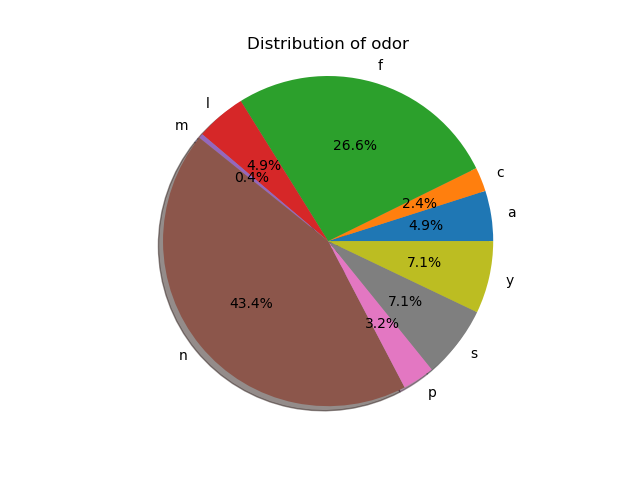 Distribution of odor
f
l
m
c
a
26.6%
4.9%
0.4%
2.4%
4.9%
7.1%
y
43.4%
7.1%
3.2%
n
s
p